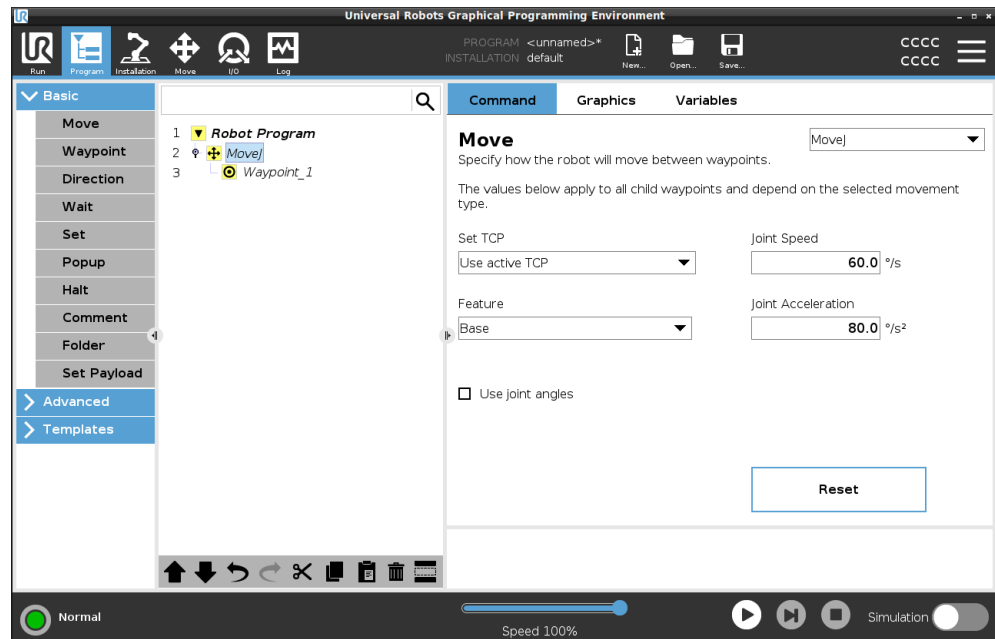 Universal Robots Graphical Programming Environment
UR
Run
Program
Installation
Move
I/O
Log
PROGRAM <unnamed>*
INSTALLATION default
New...
Open...
Save...
CCCC
CCCC
Basic
Move
Waypoint
Direction
Wait
Set
Popup
Halt
Comment
Folder
Set Payload
Advanced
Templates
1 Robot Program
2 MoveJ
3 Waypoint_1
Command Graphics Variables
Move
MoveJ
Specify how the robot will move between waypoints.
The values below apply to all child waypoints and depend on the selected movement
type.
Set TCP
Use active TCP
Joint Speed
60.0 °/s
Feature
Base
Joint Acceleration
80.0 °/s²
Use joint angles
Reset
Normal
Speed 100%
Simulation